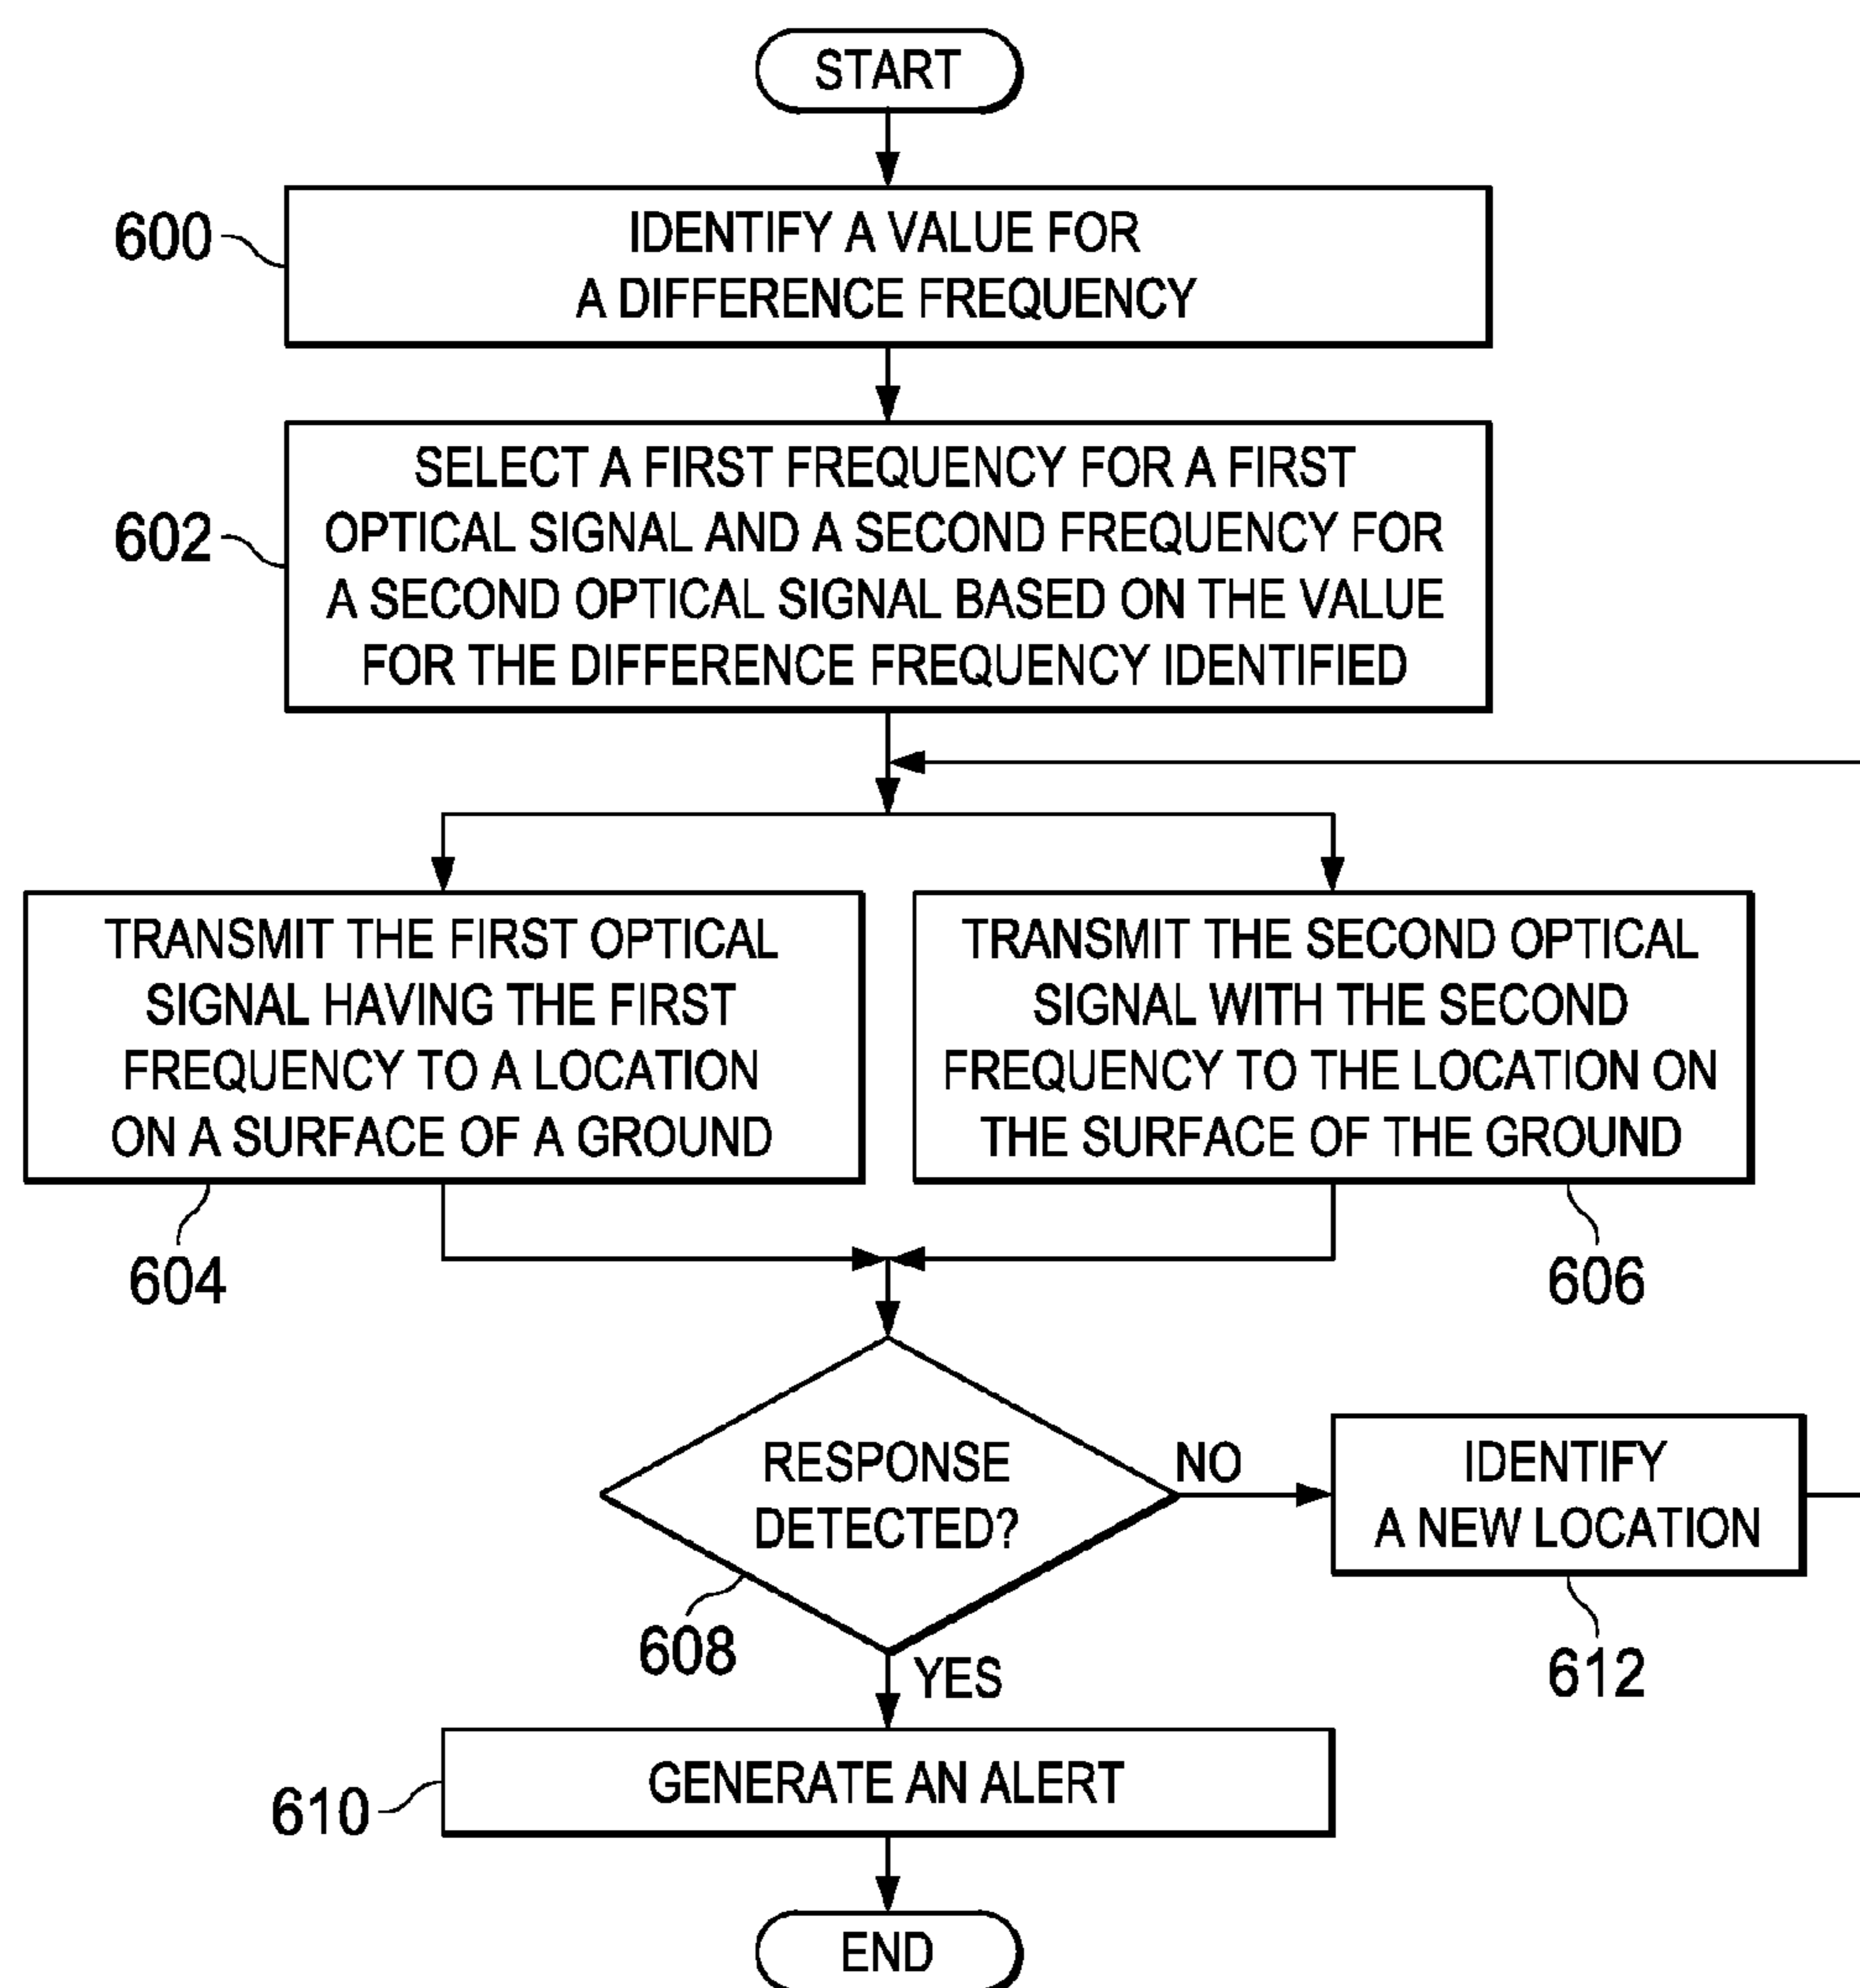 START
600
IDENTIFY A VALUE FOR
A DIFFERENCE FREQUENCY
602
SELECT A FIRST FREQUENCY FOR A FIRST
OPTICAL SIGNAL AND A SECOND FREQUENCY FOR
A SECOND OPTICAL SIGNAL BASED ON THE VALUE
FOR THE DIFFERENCE FREQUENCY IDENTIFIED
TRANSMIT THE FIRST OPTICAL
SIGNAL HAVING THE FIRST
FREQUENCY TO A LOCATION
ON A SURFACE OF A GROUND
604
TRANSMIT THE SECOND OPTICAL
SIGNAL WITH THE SECOND
FREQUENCY TO THE LOCATION ON
THE SURFACE OF THE GROUND
606
RESPONSE
DETECTED?
608
NO
IDENTIFY
A NEW LOCATION
612
YES
610
GENERATE AN ALERT
END